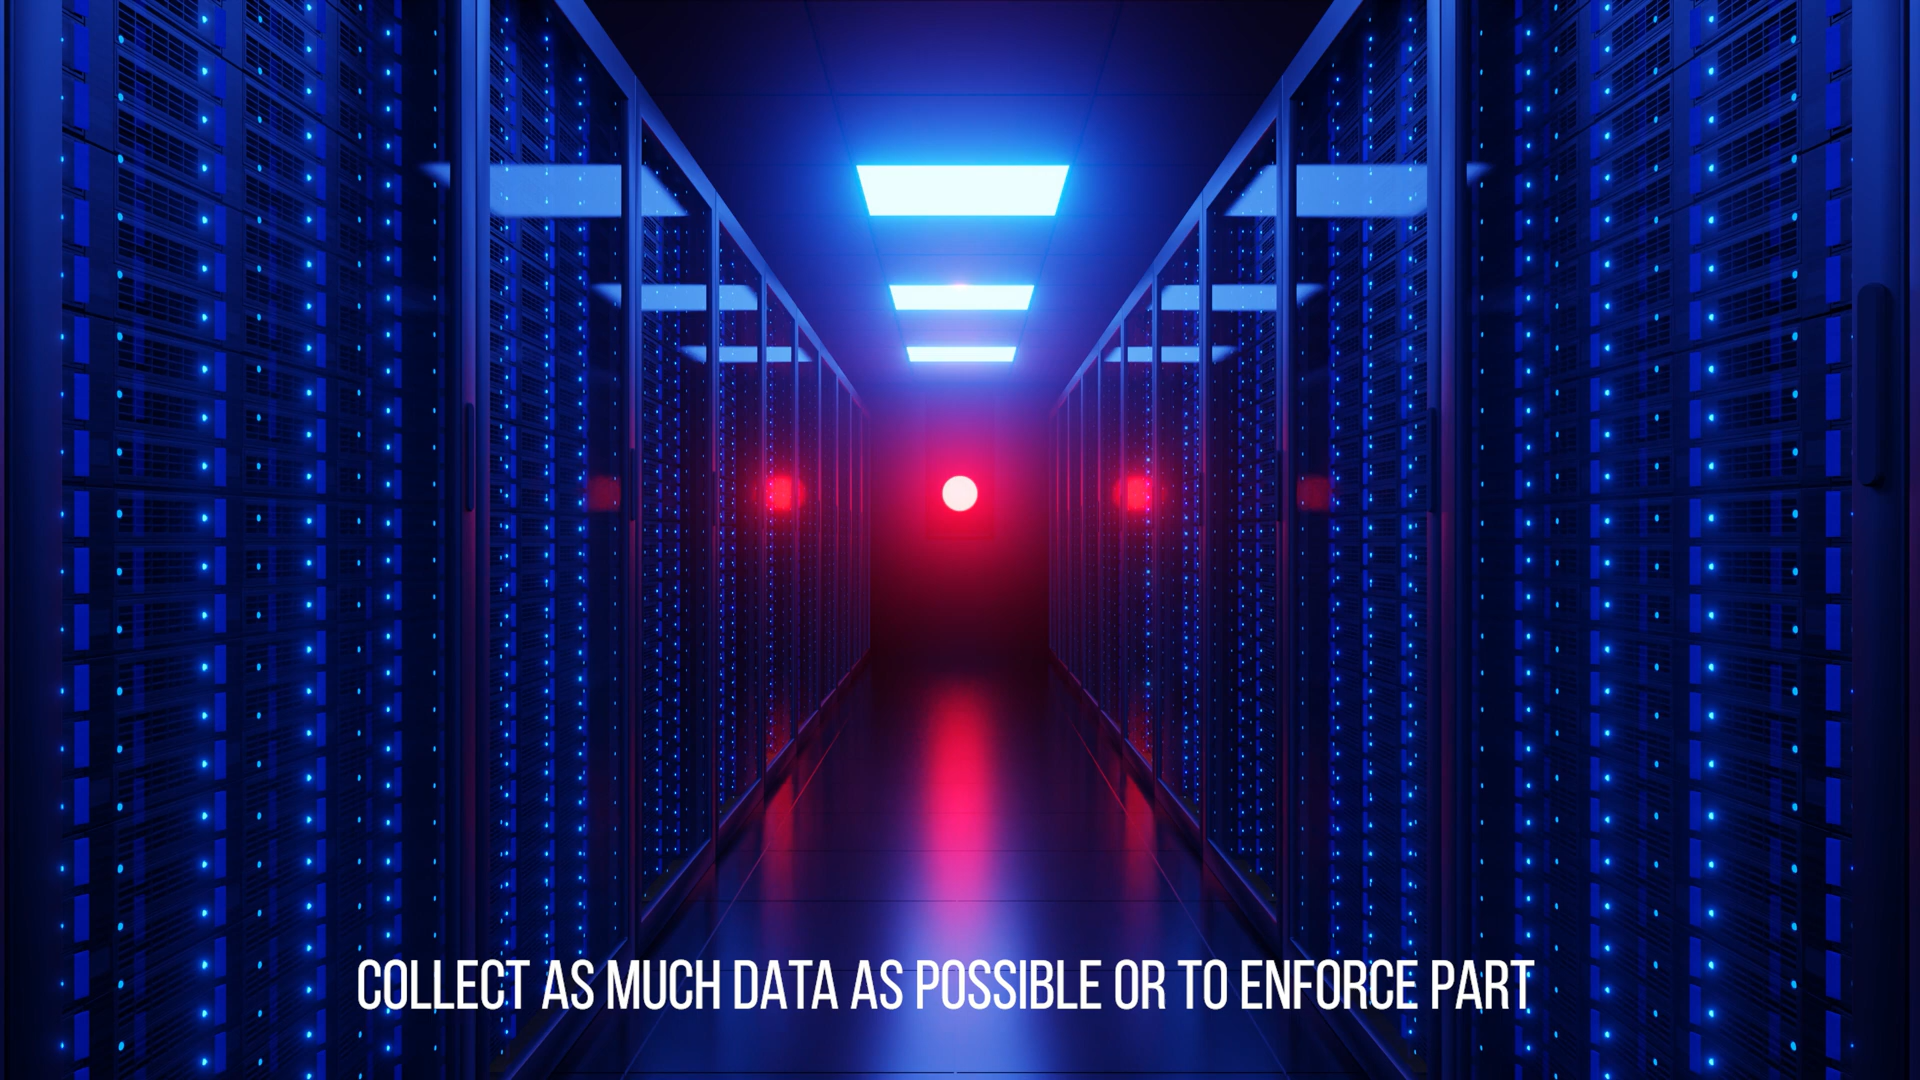 COLLECT AS MUCH DATA AS POSSIBLE OR TO ENFORCE PART